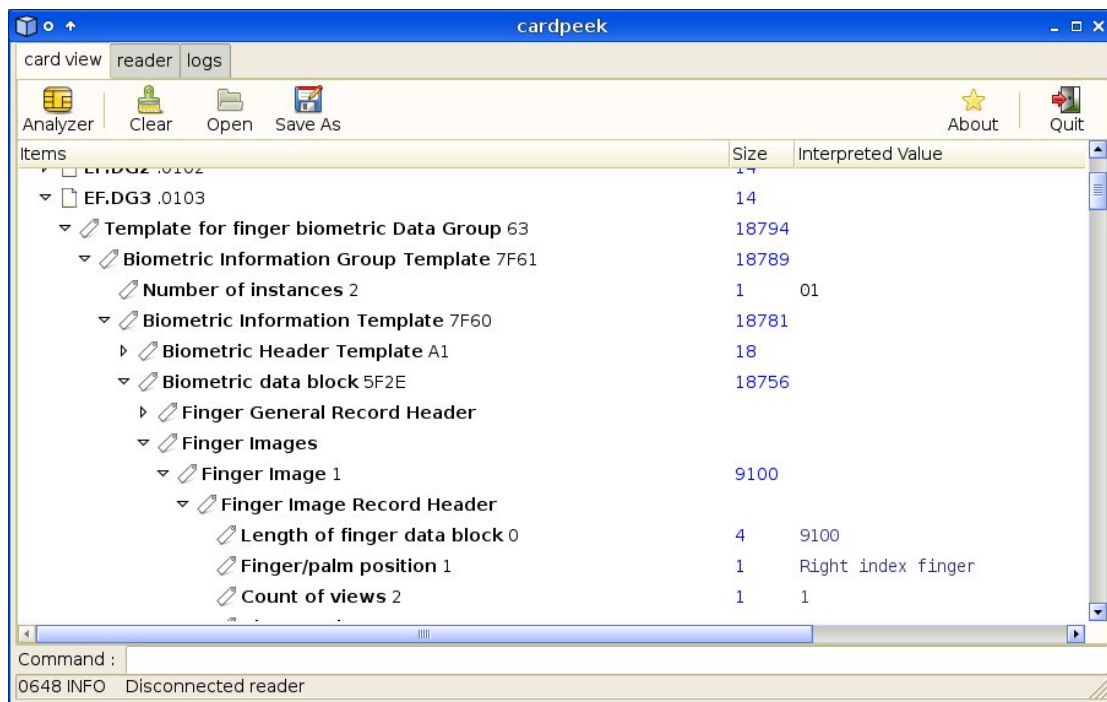 cardpeek
card view reader logs
Analyzer Clear Open Save As About Quit
Items Size Interpreted Value
EF.DG2 .0102 14
EF.DG3 .0103 14
Template for finger biometric Data Group 63 18794
Biometric Information Group Template 7F61 18789
Number of instances 2 1 01
Biometric Information Template 7F60 18781
Biometric Header Template A1 18
Biometric data block 5F2E 18756
Finger General Record Header
Finger Images
Finger Image 1 9100
Finger Image Record Header
Length of finger data block 0 4 9100
Finger/palm position 1 1 Right index finger
Count of views 2 1 1
Command :
0648 INFO Disconnected reader